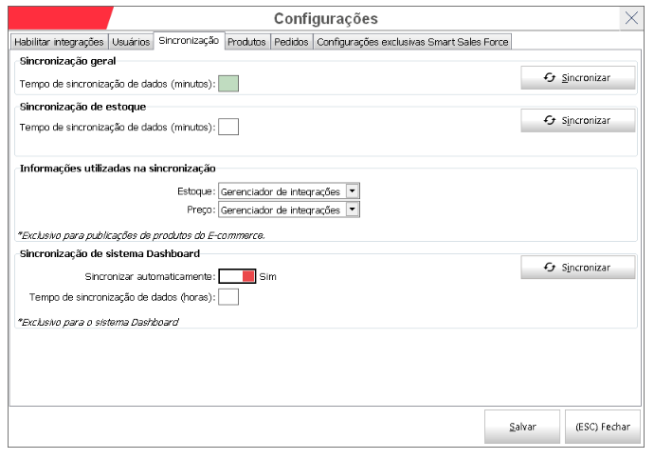 Configurações
Habilitar integrações Usuários Sincronização Produtos Pedidos Configurações exclusivas Smart Sales Force
Sincronização geral
Tempo de sincronização de dados (minutos):
Sincronizar
Sincronização de estoque
Tempo de sincronização de dados (minutos):
Sincronizar
Informações utilizadas na sincronização
Estoque: Gerenciador de integrações
Preço: Gerenciador de integrações
*Exclusivo para publicações de produtos do E-commerce.
Sincronização de sistema Dashboard
Sincronizar automaticamente: Sim
Sincronizar
Tempo de sincronização de dados (horas):
*Exclusivo para o sistema Dashboard
Salvar (ESC) Fechar